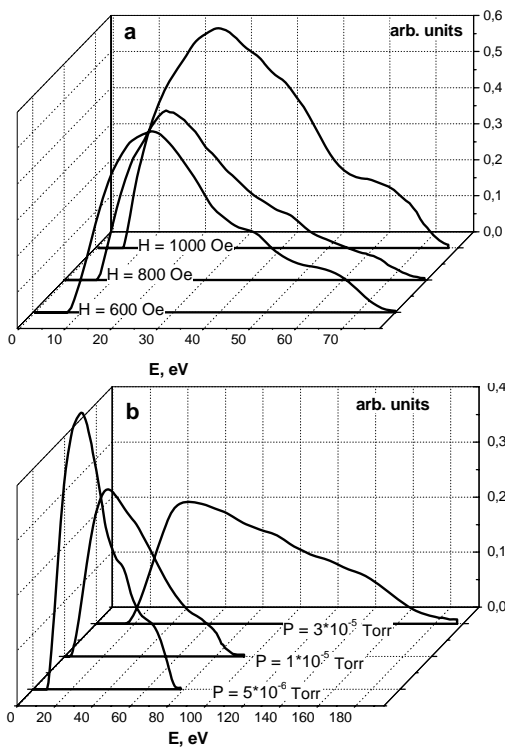 a
arb. units
0,6
0,5
0,4
0,3
0,2
0,1
0,0
H = 1000 Oe
H = 800 Oe
H = 600 Oe
0 10 20 30 40 50 60 70
E, eV
b
arb. units
0,4
0,3
0,2
0,1
0,0
P = 3*10⁻⁵ Torr
P = 1*10⁻⁵ Torr
P = 5*10⁻⁶ Torr
0 20 40 60 80 100 120 140 160 180
E, eV